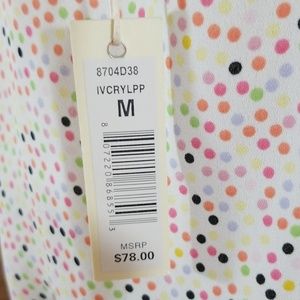 8704D38
IVCRYLPP
M
MSRP
$78.00